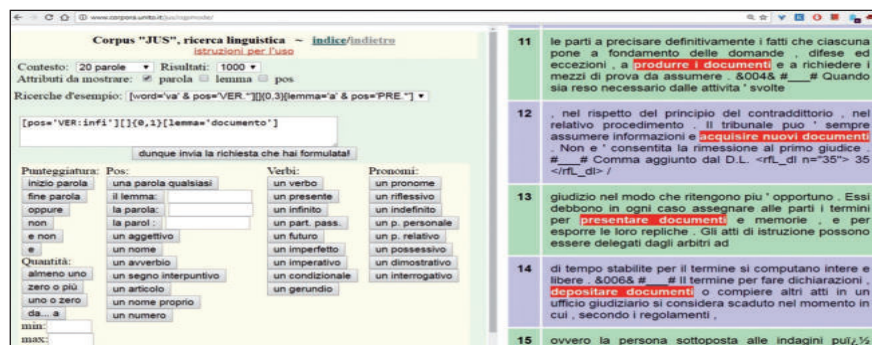 www.corpora.unito.it/jus/cqpmode/
Corpus "JUS", ricerca linguistica ~ indice/indietro
istruzioni per l'uso
Contesto: 20 parole Risultati: 1000
Attributi da mostrare: parola lemma pos
Ricerche d'esempio: [word='va' & pos='VER.*'][]{0,3}[lemma='a' & pos='PRE.*']
[pos='VER:infi'][]{0,1}[lemma='documento']
dunque invia la richiesta che hai formulata!
Punteggiatura: Pos: Verbi: Pronomi:
inizio parola una parola qualsiasi un verbo un pronome
fine parola il lemma: un presente un riflessivo
oppure la parola: un infinito un indefinito
non la parol : un part. pass. un p. personale
e non un aggettivo un futuro un p. relativo
e un nome un imperfetto un possessivo
Quantità: un avverbio un imperativo un dimostrativo
almeno uno un segno interpuntivo un condizionale un interrogativo
zero o più un articolo un gerundio
uno o zero un nome proprio
da... a un numero
min:
max:
11 le parti a precisare definitivamente i fatti che ciascuna
pone a fondamento delle domande , difese ed
eccezioni , a produrre i documenti e a richiedere i
mezzi di prova da assumere . &004& #___# Quando
sia reso necessario dalle attivita ' svolte
12 , nel rispetto del principio del contraddittorio , nel
relativo procedimento . Il tribunale puo ' sempre
assumere informazioni e acquisire nuovi documenti
. Non e ' consentita la rimessione al primo giudice .
#___# Comma aggiunto dal D.L. <rfL_dl n="35"> 35
</rfL_dl> /
13 giudizio nel modo che ritengono piu ' opportuno . Essi
debbono in ogni caso assegnare alle parti i termini
per presentare documenti e memorie , e per
esporre le loro repliche . Gli atti di istruzione possono
essere delegati dagli arbitri ad
14 di tempo stabilite per il termine si computano intere e
libere . &006& #___# Il termine per fare dichiarazioni ,
depositare documenti o compiere altri atti in un
ufficio giudiziario si considera scaduto nel momento in
cui , secondo i regolamenti ,
15 ovvero la persona sottoposta alle indagini puï¿½